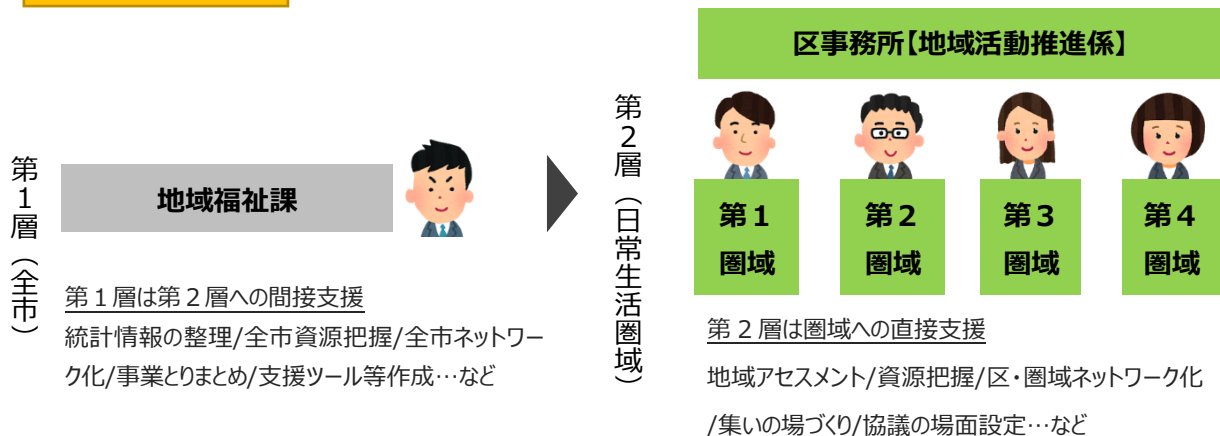 第１層（全市）
地域福祉課
第１層は第２層への間接支援
統計情報の整理/全市資源把握/全市ネットワー
ク化/事業とりまとめ/支援ツール等作成…など
第２層（日常生活圏域）
区事務所【地域活動推進係】
第１
圏域
第２
圏域
第３
圏域
第４
圏域
第２層は圏域への直接支援
地域アセスメント/資源把握/区・圏域ネットワーク化
/集いの場づくり/協議の場面設定…など